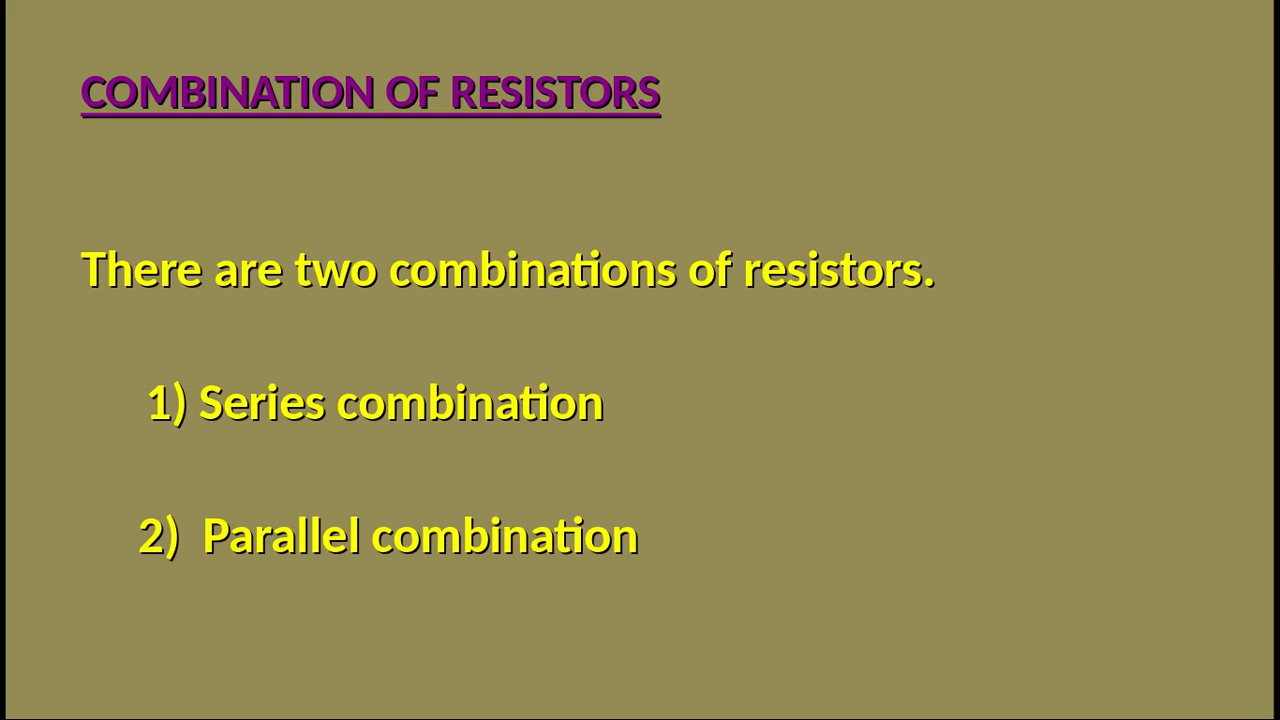 COMBINATION OF RESISTORS
There are two combinations of resistors.
1) Series combination
2) Parallel combination